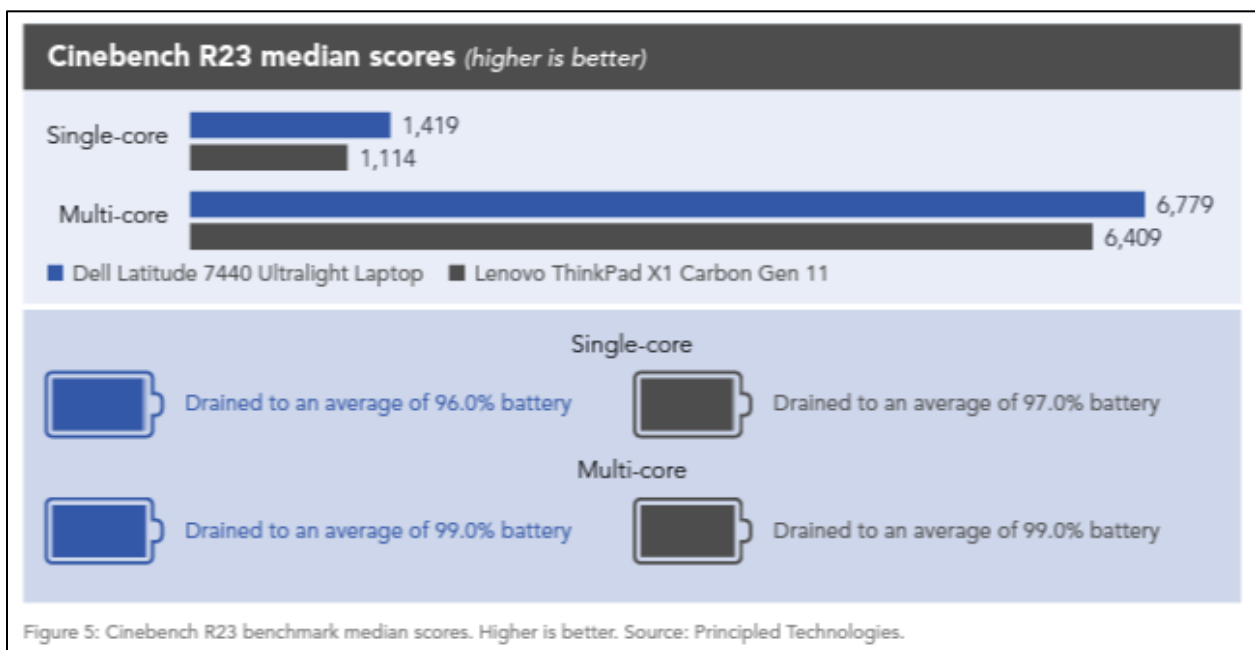 Cinebench R23 median scores (higher is better)
Single-core
1,419
1,114
Multi-core
6,779
6,409
Dell Latitude 7440 Ultralight Laptop Lenovo ThinkPad X1 Carbon Gen 11
Single-core
Drained to an average of 96.0% battery Drained to an average of 97.0% battery
Multi-core
Drained to an average of 99.0% battery Drained to an average of 99.0% battery
Figure 5: Cinebench R23 benchmark median scores. Higher is better. Source: Principled Technologies.